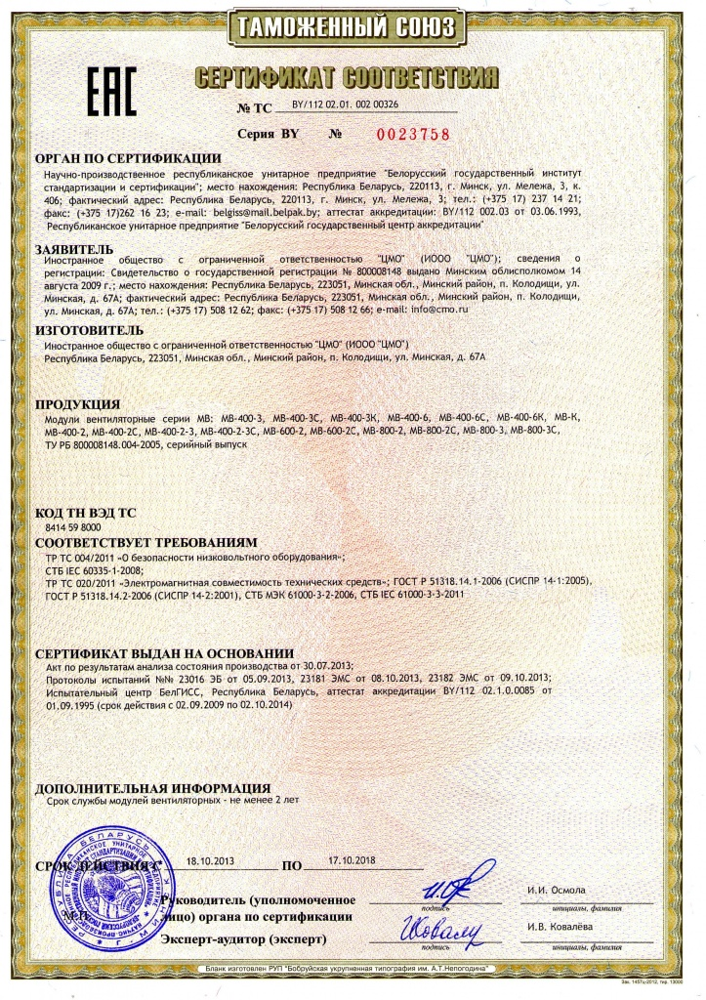 ТАМОЖЕННЫЙ СОЮЗ
EAC
СЕРТИФИКАТ СООТВЕТСТВИЯ
№ ТС BY/112 02.01. 002 00326
Серия BY № 0023758
ОРГАН ПО СЕРТИФИКАЦИИ
Научно-производственное республиканское унитарное предприятие "Белорусский государственный институт
стандартизации и сертификации"; место нахождения: Республика Беларусь, 220113, г. Минск, ул. Мележа, 3, к.
406; фактический адрес: Республика Беларусь, 220113, г. Минск, ул. Мележа, 3; тел.: (+375 17) 237 14 21;
факс: (+375 17)262 16 23; e-mail: belgiss@mail.belpak.by; аттестат аккредитации: BY/112 002.03 от 03.06.1993,
Республиканское унитарное предприятие "Белорусский государственный центр аккредитации"
ЗАЯВИТЕЛЬ
Иностранное общество с ограниченной ответственностью "ЦМО" (ИООО "ЦМО"); сведения о
регистрации: Свидетельство о государственной регистрации № 800008148 выдано Минским облисполкомом 14
августа 2009 г.; место нахождения: Республика Беларусь, 223051, Минская обл., Минский район, п. Колодищи, ул.
Минская, д. 67А; фактический адрес: Республика Беларусь, 223051, Минская обл., Минский район, п. Колодищи,
ул. Минская, д. 67А; тел.: (+375 17) 508 12 62; факс: (+375 17) 508 12 66; e-mail: info@cmo.ru
ИЗГОТОВИТЕЛЬ
Иностранное общество с ограниченной ответственностью "ЦМО" (ИООО "ЦМО")
Республика Беларусь, 223051, Минская обл., Минский район, п. Колодищи, ул. Минская, д. 67А
ПРОДУКЦИЯ
Модули вентиляторные серии МВ: МВ-400-3, МВ-400-3С, МВ-400-3К, МВ-400-6, МВ-400-6С, МВ-400-6К, МВ-К,
МВ-400-2, МВ-400-2С, МВ-400-2-3, МВ-400-2-3С, МВ-600-2, МВ-600-2С, МВ-800-2, МВ-800-2С, МВ-800-3, МВ-800-3С,
ТУ РБ 800008148.004-2005, серийный выпуск
КОД ТН ВЭД ТС
8414 59 8000
СООТВЕТСТВУЕТ ТРЕБОВАНИЯМ
ТР ТС 004/2011 «О безопасности низковольтного оборудования»;
СТБ IEC 60335-1-2008;
ТР ТС 020/2011 «Электромагнитная совместимость технических средств»; ГОСТ Р 51318.14.1-2006 (СИСПР 14-1:2005),
ГОСТ Р 51318.14.2-2006 (СИСПР 14-2:2001), СТБ МЭК 61000-3-2-2006, СТБ IEC 61000-3-3-2011
СЕРТИФИКАТ ВЫДАН НА ОСНОВАНИИ
Акт по результатам анализа состояния производства от 30.07.2013;
Протоколы испытаний №№ 23016 ЭБ от 05.09.2013, 23181 ЭМС от 08.10.2013, 23182 ЭМС от 09.10.2013;
Испытательный центр БелГИСС, Республика Беларусь, аттестат аккредитации BY/112 02.1.0.0085 от
01.09.1995 (срок действия с 02.09.2009 по 02.10.2014)
ДОПОЛНИТЕЛЬНАЯ ИНФОРМАЦИЯ
Срок службы модулей вентиляторных - не менее 2 лет
СРОК ДЕЙСТВИЯ С 18.10.2013 ПО 17.10.2018
М.П.
Руководитель (уполномоченное
лицо) органа по сертификации
подпись
И.И. Осмола
инициалы, фамилия
Эксперт-аудитор (эксперт)
подпись
И.В. Ковалёва
инициалы, фамилия
Бланк изготовлен РУП "Бобруйская укрупненная типография им. А.Т.Непогодина"
Зак. 1457ц-2012, тир. 13000